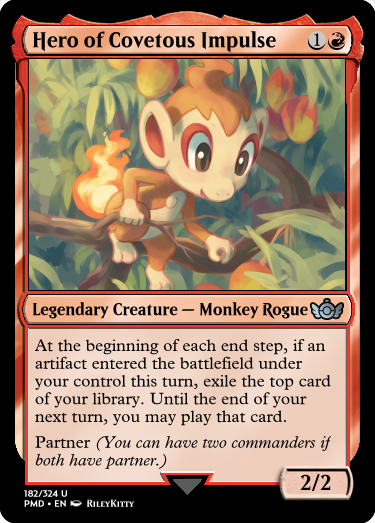 Hero of Covetous Impulse 1
Legendary Creature — Monkey Rogue
At the beginning of each end step, if an
artifact entered the battlefield under
your control this turn, exile the top card
of your library. Until the end of your
next turn, you may play that card.
Partner (You can have two commanders if
both have partner.)
2/2
182/324 U
PMD • EN RileyKitty